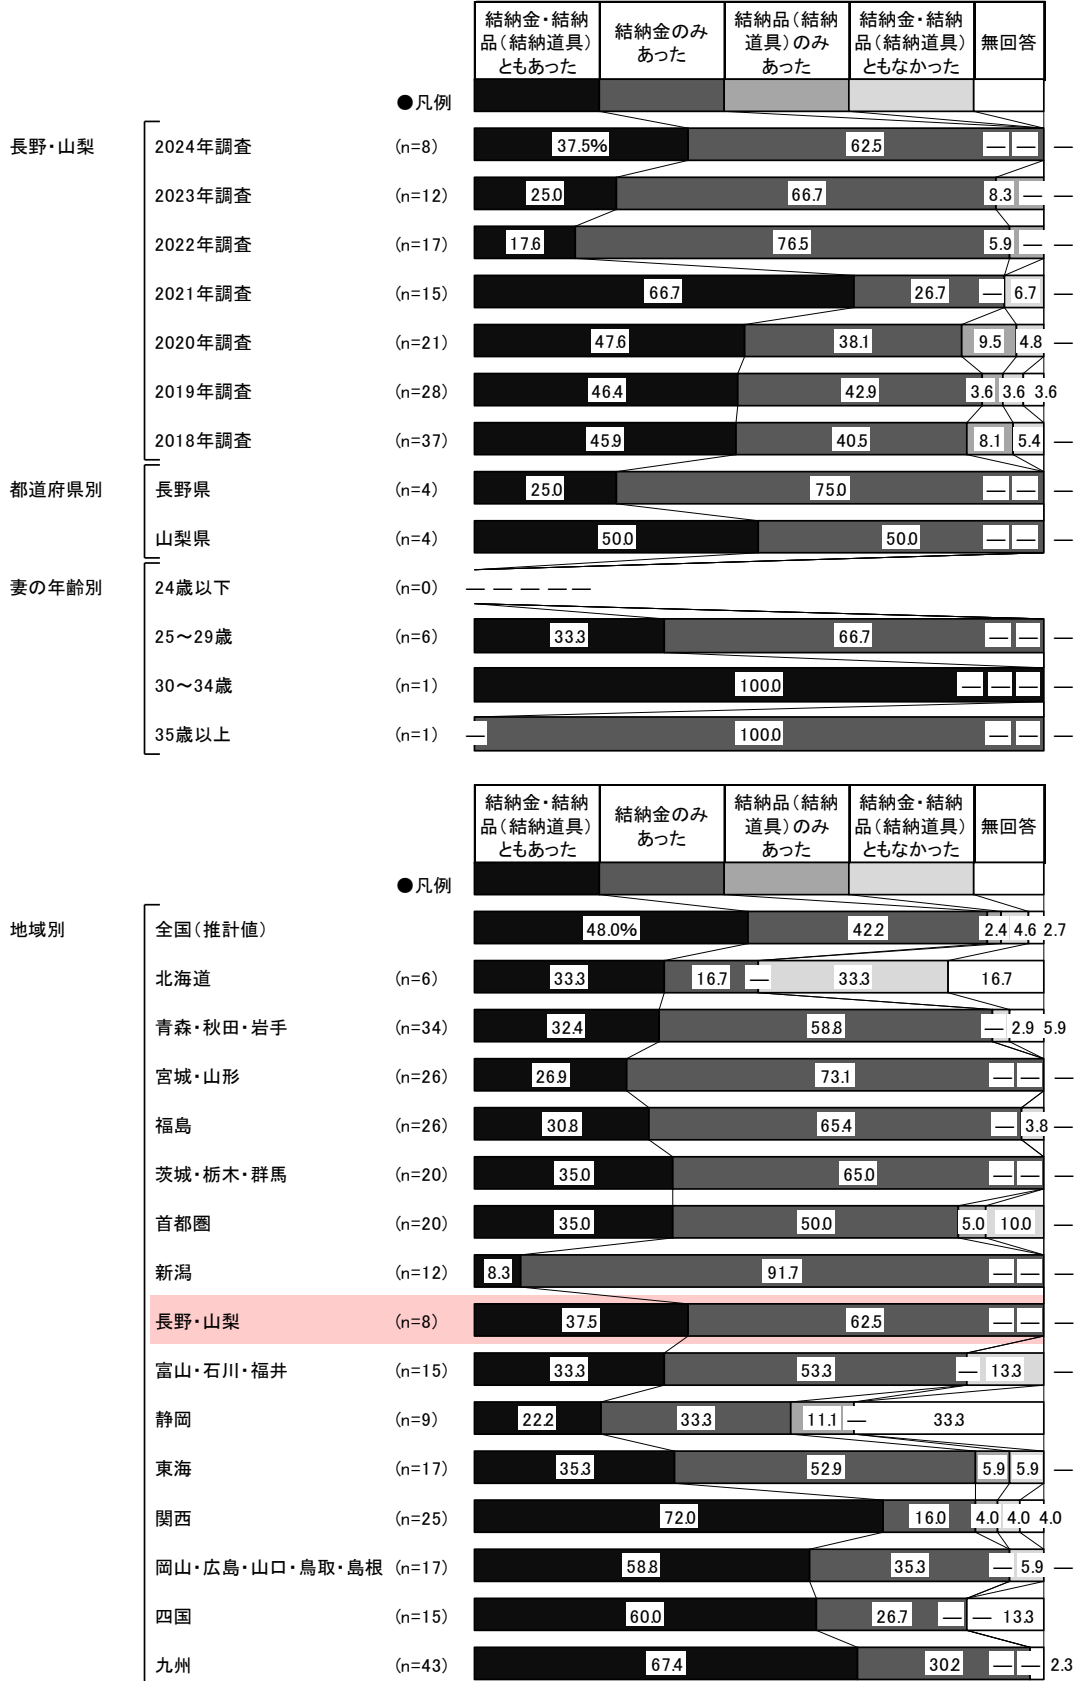 結納金・結納品(結納道具)ともあった 結納金のみあった 結納品(結納道具)のみあった 結納金・結納品(結納道具)ともなかった 無回答
●凡例
長野・山梨 2024年調査 (n=8) 37.5% 62.5 — — —
2023年調査 (n=12) 25.0 66.7 8.3 — —
2022年調査 (n=17) 17.6 76.5 5.9 — —
2021年調査 (n=15) 66.7 26.7 — 6.7 —
2020年調査 (n=21) 47.6 38.1 9.5 4.8 —
2019年調査 (n=28) 46.4 42.9 3.6 3.6 3.6
2018年調査 (n=37) 45.9 40.5 8.1 5.4 —
都道府県別 長野県 (n=4) 25.0 75.0 — — —
山梨県 (n=4) 50.0 50.0 — — —
妻の年齢別 24歳以下 (n=0) — — — — —
25～29歳 (n=6) 33.3 66.7 — — —
30～34歳 (n=1) 100.0 — — — —
35歳以上 (n=1) — 100.0 — — —
結納金・結納品(結納道具)ともあった 結納金のみあった 結納品(結納道具)のみあった 結納金・結納品(結納道具)ともなかった 無回答
●凡例
地域別 全国(推計値) 48.0% 42.2 2.4 4.6 2.7
北海道 (n=6) 33.3 16.7 — 33.3 16.7
青森・秋田・岩手 (n=34) 32.4 58.8 — 2.9 5.9
宮城・山形 (n=26) 26.9 73.1 — — —
福島 (n=26) 30.8 65.4 — 3.8 —
茨城・栃木・群馬 (n=20) 35.0 65.0 — — —
首都圏 (n=20) 35.0 50.0 5.0 10.0 —
新潟 (n=12) 8.3 91.7 — — —
長野・山梨 (n=8) 37.5 62.5 — — —
富山・石川・福井 (n=15) 33.3 53.3 — 13.3 —
静岡 (n=9) 22.2 33.3 11.1 — 33.3
東海 (n=17) 35.3 52.9 5.9 5.9 —
関西 (n=25) 72.0 16.0 4.0 4.0 4.0
岡山・広島・山口・鳥取・島根 (n=17) 58.8 35.3 — 5.9 —
四国 (n=15) 60.0 26.7 — — 13.3
九州 (n=43) 67.4 30.2 — — 2.3